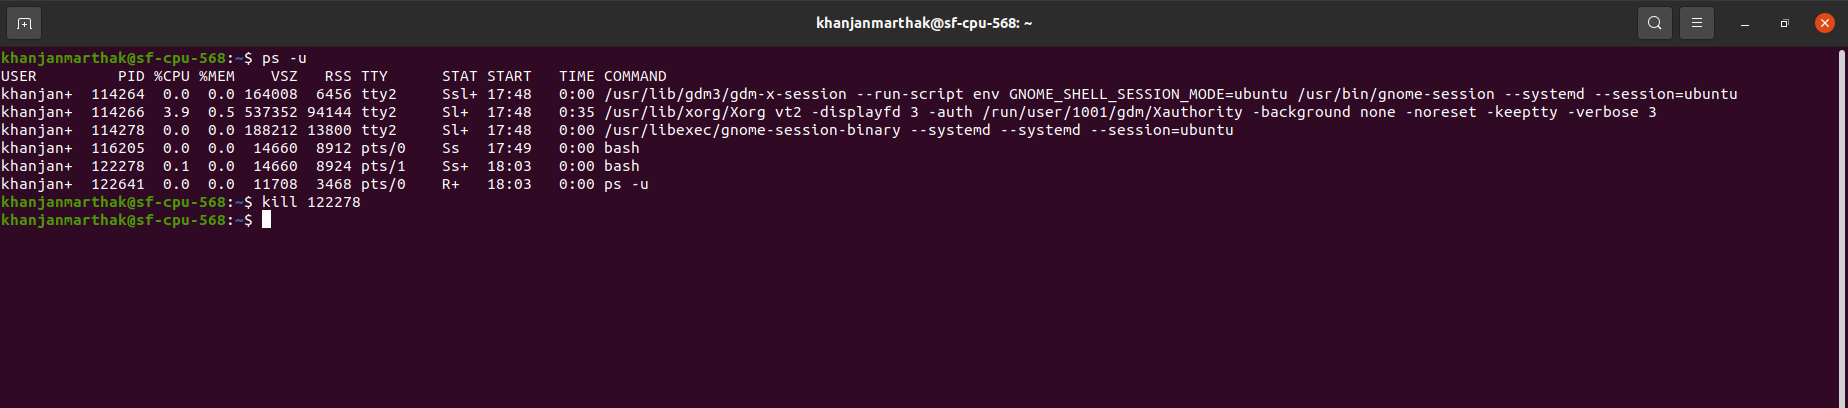 khanjanmarthak@sf-cpu-568: ~
khanjanmarthak@sf-cpu-568:~$ ps -u
USER         PID %CPU %MEM    VSZ   RSS TTY      STAT START   TIME COMMAND
khanjan+  114264  0.0  0.0 164008  6456 tty2     Ssl+ 17:48   0:00 /usr/lib/gdm3/gdm-x-session --run-script env GNOME_SHELL_SESSION_MODE=ubuntu /usr/bin/gnome-session --systemd --session=ubuntu
khanjan+  114266  3.9  0.5 537352 94144 tty2     Sl+  17:48   0:35 /usr/lib/xorg/Xorg vt2 -displayfd 3 -auth /run/user/1001/gdm/Xauthority -background none -noreset -keeptty -verbose 3
khanjan+  114278  0.0  0.0 188212 13800 tty2     Sl+  17:48   0:00 /usr/libexec/gnome-session-binary --systemd --systemd --session=ubuntu
khanjan+  116205  0.0  0.0  14660  8912 pts/0    Ss   17:49   0:00 bash
khanjan+  122278  0.1  0.0  14660  8924 pts/1    Ss+  18:03   0:00 bash
khanjan+  122641  0.0  0.0  11708  3468 pts/0    R+   18:03   0:00 ps -u
khanjanmarthak@sf-cpu-568:~$ kill 122278
khanjanmarthak@sf-cpu-568:~$